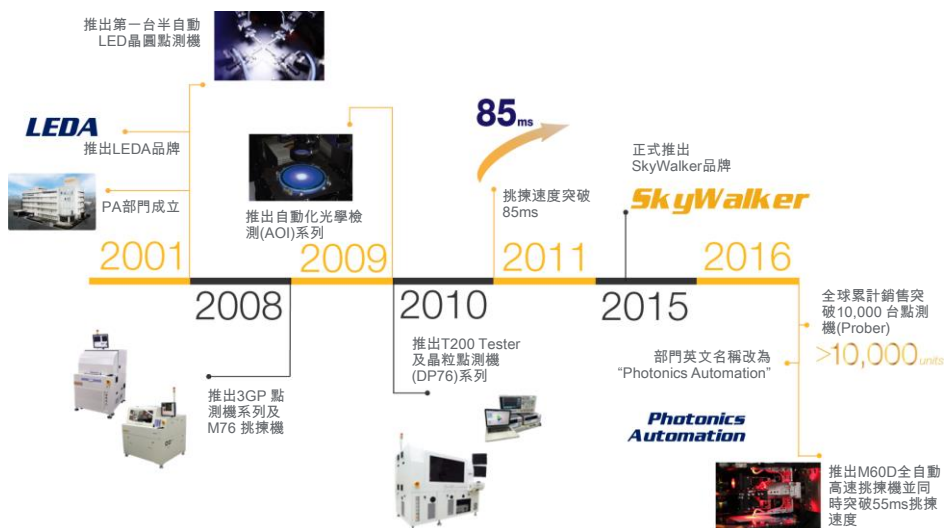 推出第一台半自動
LED晶圓點測機
LEDA
推出LEDA品牌
PA部門成立
2001
2008
推出3GP 點
測機系列及
M76 挑揀機
推出自動化光學檢
測(AOI)系列
2009
2010
推出T200 Tester
及晶粒點測機
(DP76)系列
85ms
挑揀速度突破
85ms
2011
正式推出
SkyWalker品牌
SkyWalker
2015
2016
全球累計銷售突
破10,000 台點測
機(Prober)
>10,000 units
部門英文名稱改為
“Photonics Automation”
Photonics
Automation
推出M60D全自動
高速挑揀機並同
時突破55ms挑揀
速度